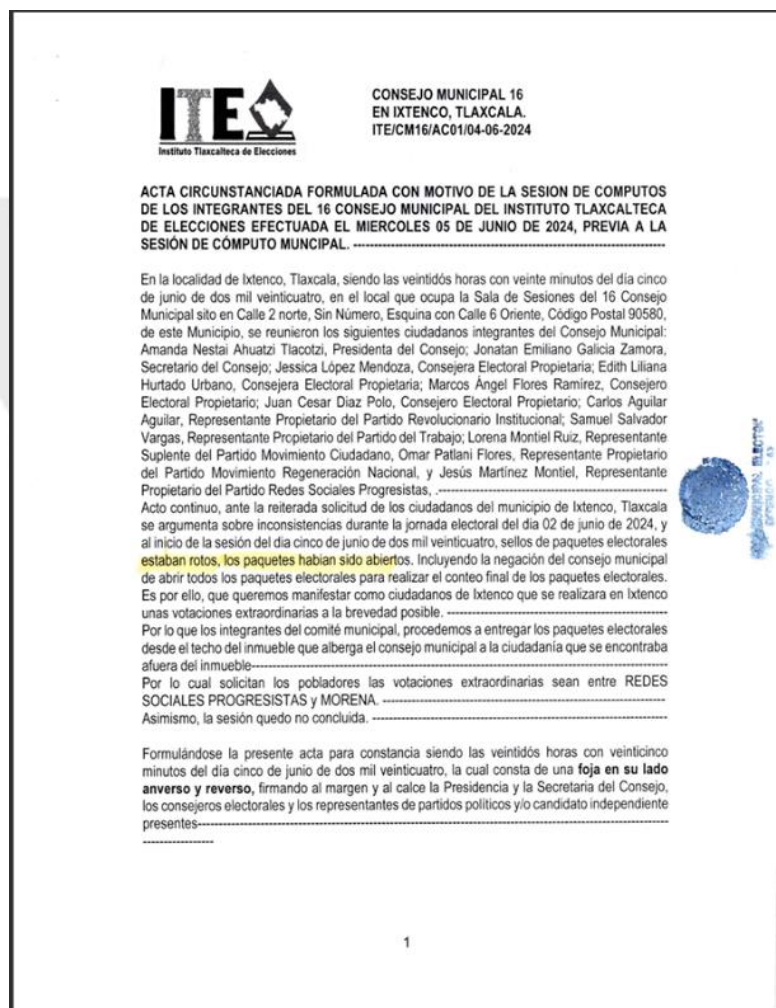 ITE
Instituto Tlaxcalteca de Elecciones
CONSEJO MUNICIPAL 16
EN IXTENCO, TLAXCALA.
ITE/CM16/AC01/04-06-2024
ACTA CIRCUNSTANCIADA FORMULADA CON MOTIVO DE LA SESION DE COMPUTOS
DE LOS INTEGRANTES DEL 16 CONSEJO MUNICIPAL DEL INSTITUTO TLAXCALTECA
DE ELECCIONES EFECTUADA EL MIERCOLES 05 DE JUNIO DE 2024, PREVIA A LA
SESIÓN DE CÓMPUTO MUNCIPAL. ----------------------------------------
En la localidad de Ixtenco, Tlaxcala, siendo las veintidós horas con veinte minutos del día cinco
de junio de dos mil veinticuatro, en el local que ocupa la Sala de Sesiones del 16 Consejo
Municipal sito en Calle 2 norte, Sin Número, Esquina con Calle 6 Oriente, Código Postal 90580,
de este Municipio, se reunieron los siguientes ciudadanos integrantes del Consejo Municipal:
Amanda Nestai Ahuatzi Tlacotzi, Presidenta del Consejo; Jonatan Emiliano Galicia Zamora,
Secretario del Consejo; Jessica López Mendoza, Consejera Electoral Propietaria; Edith Liliana
Hurtado Urbano, Consejera Electoral Propietaria; Marcos Ángel Flores Ramírez, Consejero
Electoral Propietario; Juan Cesar Diaz Polo, Consejero Electoral Propietario; Carlos Aguilar
Aguilar, Representante Propietario del Partido Revolucionario Institucional; Samuel Salvador
Vargas, Representante Propietario del Partido del Trabajo; Lorena Montiel Ruiz, Representante
Suplente del Partido Movimiento Ciudadano, Omar Patlani Flores, Representante Propietario
del Partido Movimiento Regeneración Nacional, y Jesús Martínez Montiel, Representante
Propietario del Partido Redes Sociales Progresistas, .----------------------------------------
Acto continuo, ante la reiterada solicitud de los ciudadanos del municipio de Ixtenco, Tlaxcala
se argumenta sobre inconsistencias durante la jornada electoral del día 02 de junio de 2024, y
al inicio de la sesión del dia cinco de junio de dos mil veinticuatro, sellos de paquetes electorales
estaban rotos, los paquetes habian sido abiertos. Incluyendo la negación del consejo municipal
de abrir todos los paquetes electorales para realizar el conteo final de los paquetes electorales.
Es por ello, que queremos manifestar como ciudadanos de Ixtenco que se realizara en Ixtenco
unas votaciones extraordinarias a la brevedad posible. ----------------------------------------
Por lo que los integrantes del comité municipal, procedemos a entregar los paquetes electorales
desde el techo del inmueble que alberga el consejo municipal a la ciudadanía que se encontraba
afuera del inmueble----------------------------------------
Por lo cual solicitan los pobladores las votaciones extraordinarias sean entre REDES
SOCIALES PROGRESISTAS y MORENA. ----------------------------------------
Asimismo, la sesión quedo no concluida. ----------------------------------------
Formulándose la presente acta para constancia siendo las veintidós horas con veinticinco
minutos del día cinco de junio de dos mil veinticuatro, la cual consta de una foja en su lado
anverso y reverso, firmando al margen y al calce la Presidencia y la Secretaria del Consejo,
los consejeros electorales y los representantes de partidos políticos y/o candidato independiente
presentes----------------------------------------
-----------------
1